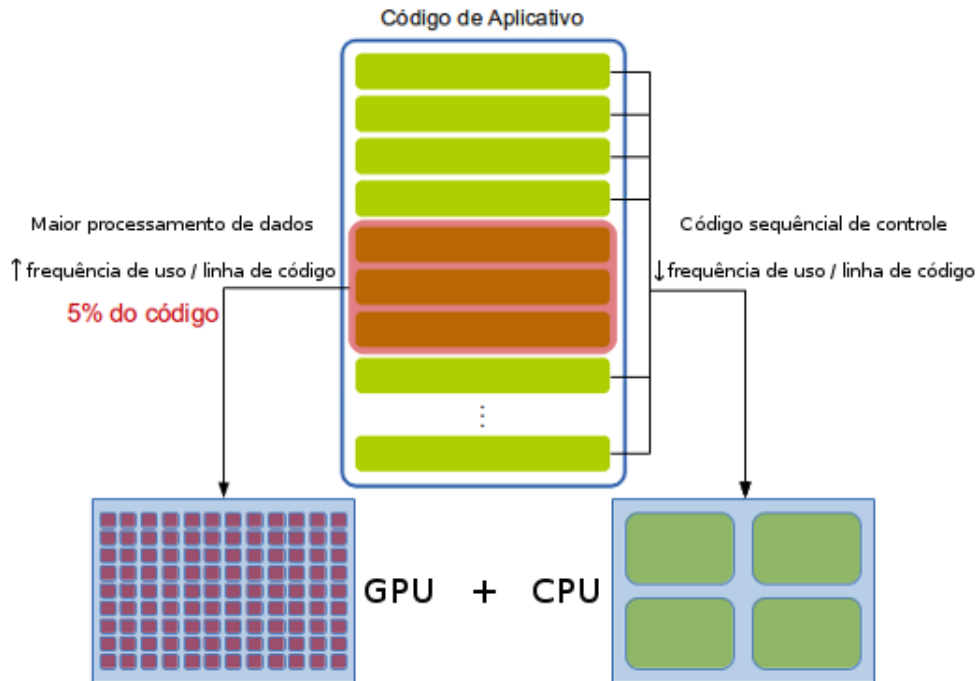 Código de Aplicativo
Maior processamento de dados
↑ frequência de uso / linha de código
5% do código
Código sequêncial de controle
↓ frequência de uso / linha de código
⋮
GPU + CPU